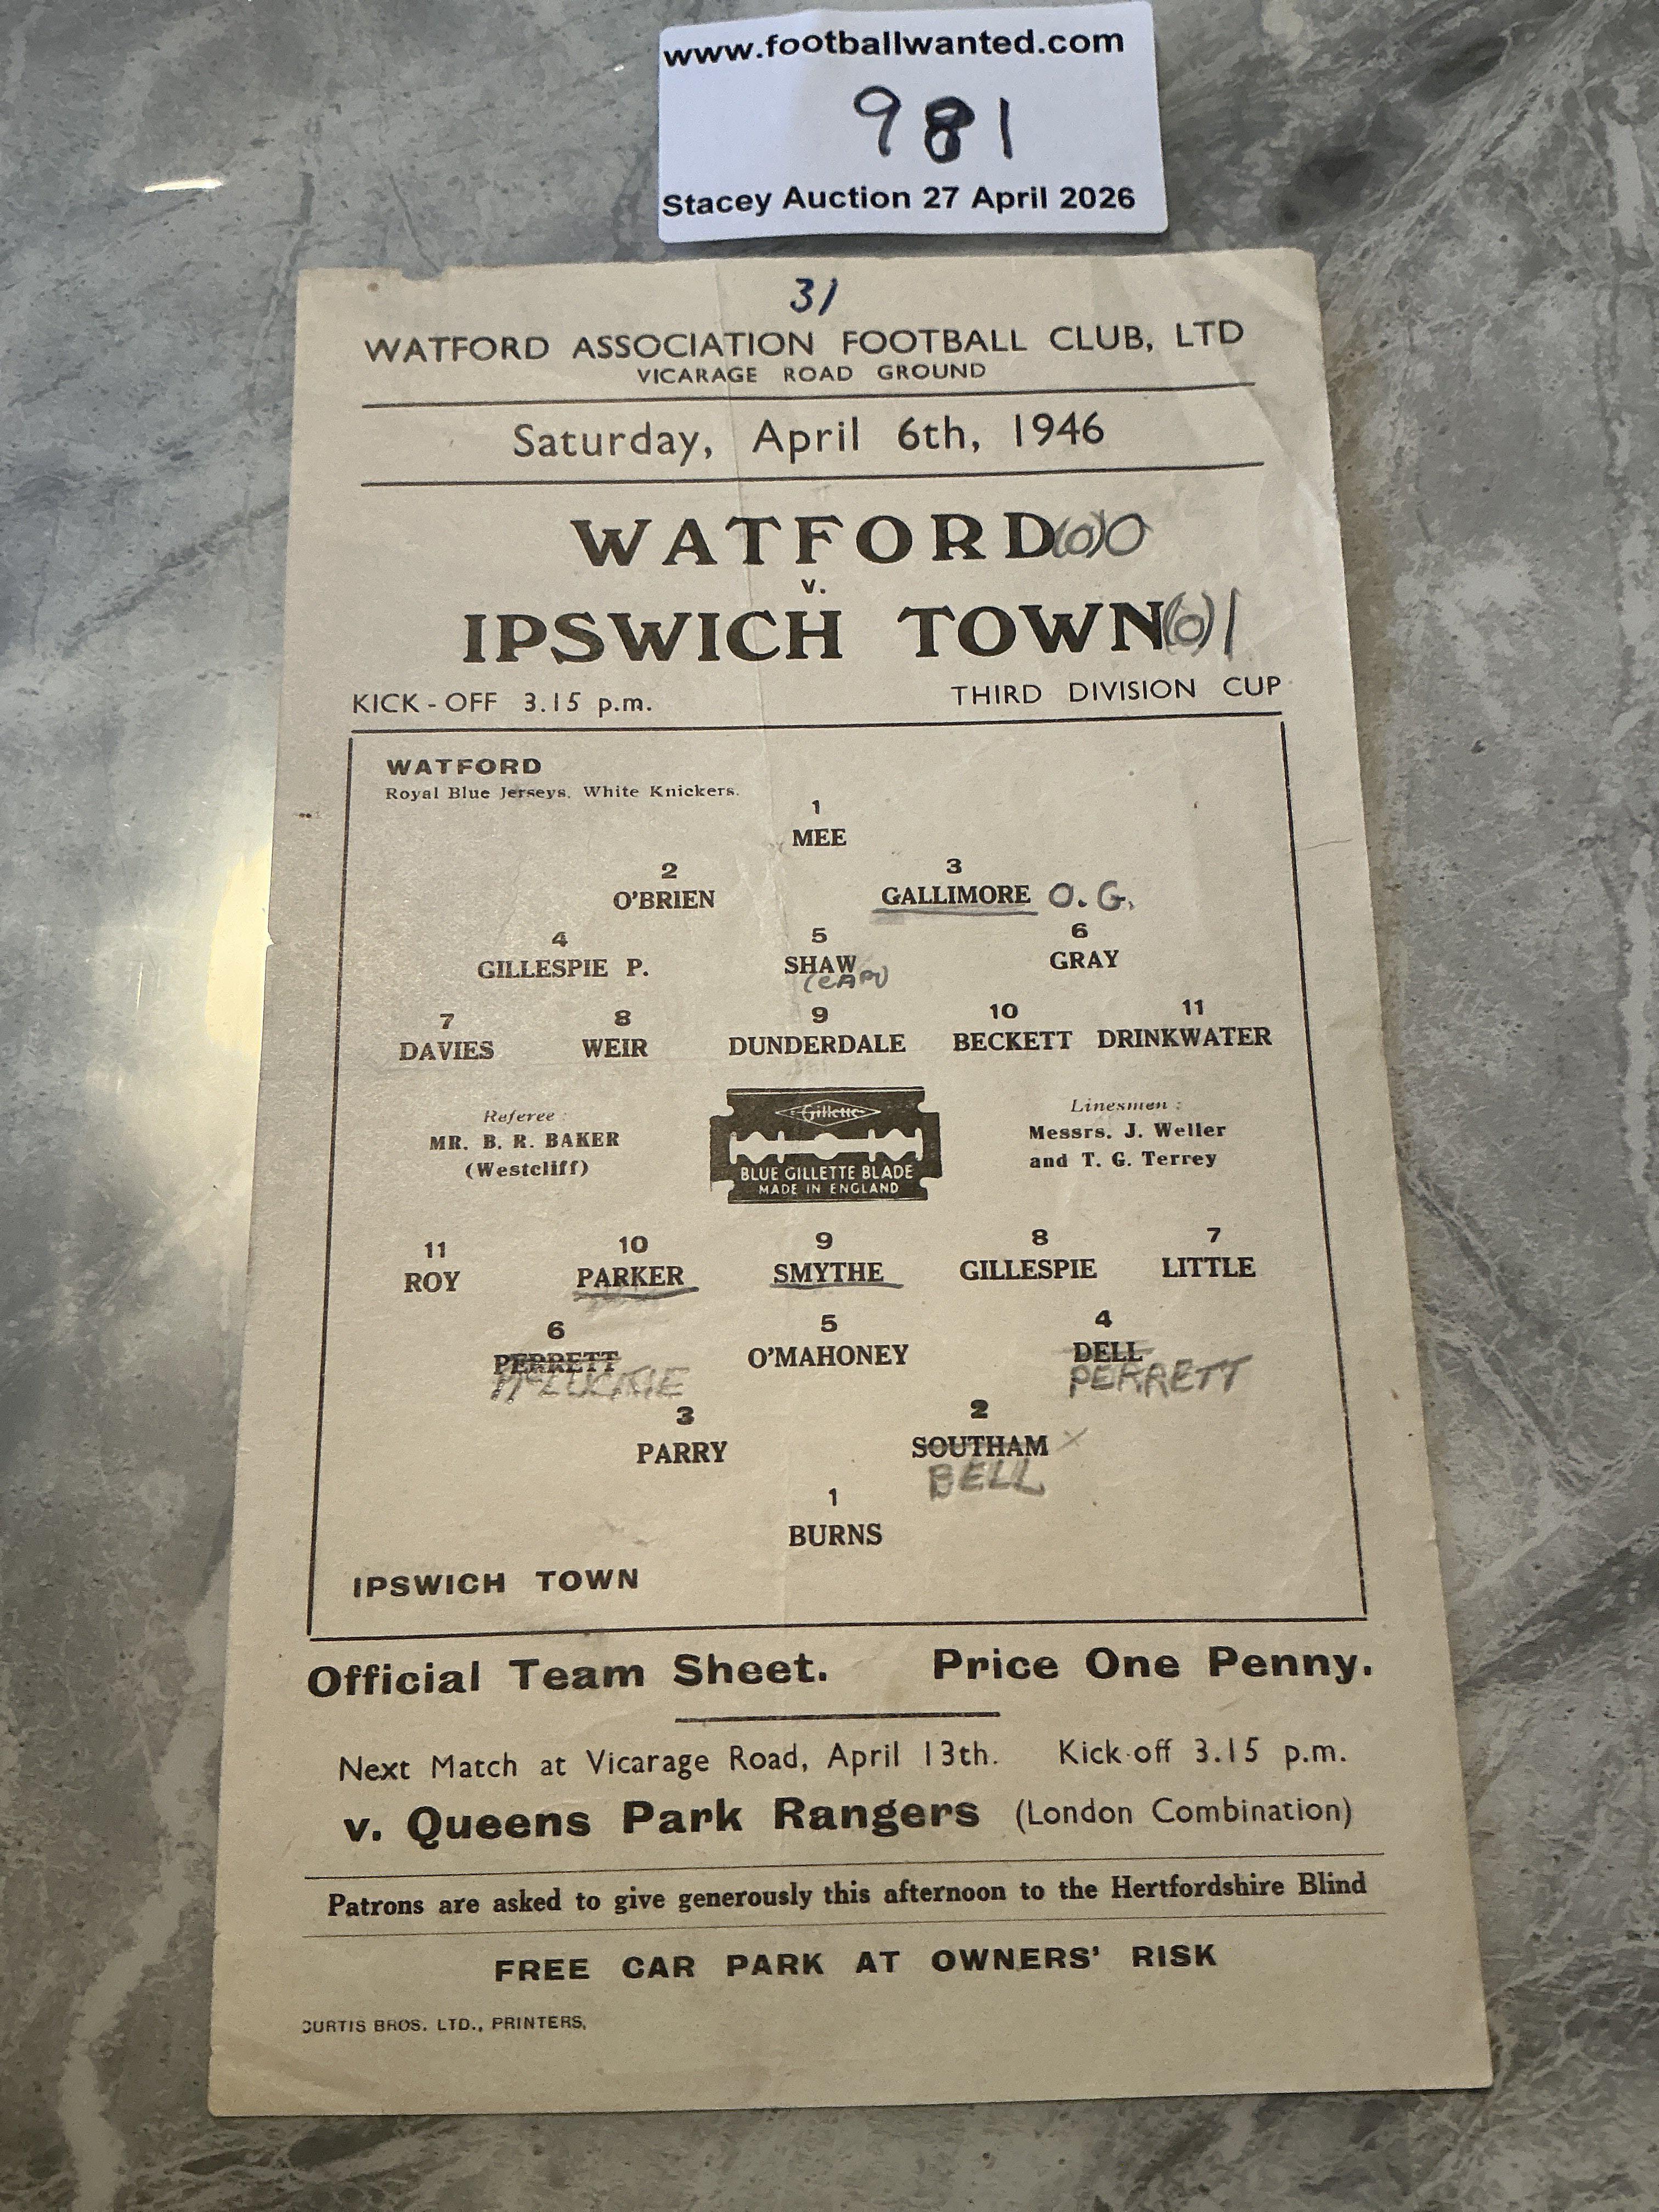 www.footballwanted.com
981
Stacey Auction 27 April 2026
31
WATFORD ASSOCIATION FOOTBALL CLUB, LTD
VICARAGE ROAD GROUND
Saturday, April 6th, 1946
WATFORD (0) 0
v.
IPSWICH TOWN (0) 1
KICK-OFF 3.15 p.m. THIRD DIVISION CUP
WATFORD
Royal Blue Jerseys. White Knickers.
1
MEE
2 3
O'BRIEN GALLIMORE O.G.
4 5 6
GILLESPIE P. SHAW GRAY
(CAP)
7 8 9 10 11
DAVIES WEIR DUNDERDALE BECKETT DRINKWATER
Referee :
MR. B. R. BAKER
(Westcliff)
Gillette
BLUE GILLETTE BLADE
MADE IN ENGLAND
Linesmen :
Messrs. J. Weller
and T. G. Terrey
11 10 9 8 7
ROY PARKER SMYTHE GILLESPIE LITTLE
6 5 4
PERRETT O'MAHONEY DELL
McLUCKIE PERRETT
3 2
PARRY SOUTHAM X
BELL
1
BURNS
IPSWICH TOWN
Official Team Sheet. Price One Penny.
Next Match at Vicarage Road, April 13th. Kick-off 3.15 p.m.
v. Queens Park Rangers (London Combination)
Patrons are asked to give generously this afternoon to the Hertfordshire Blind
FREE CAR PARK AT OWNERS' RISK
CURTIS BROS. LTD., PRINTERS,